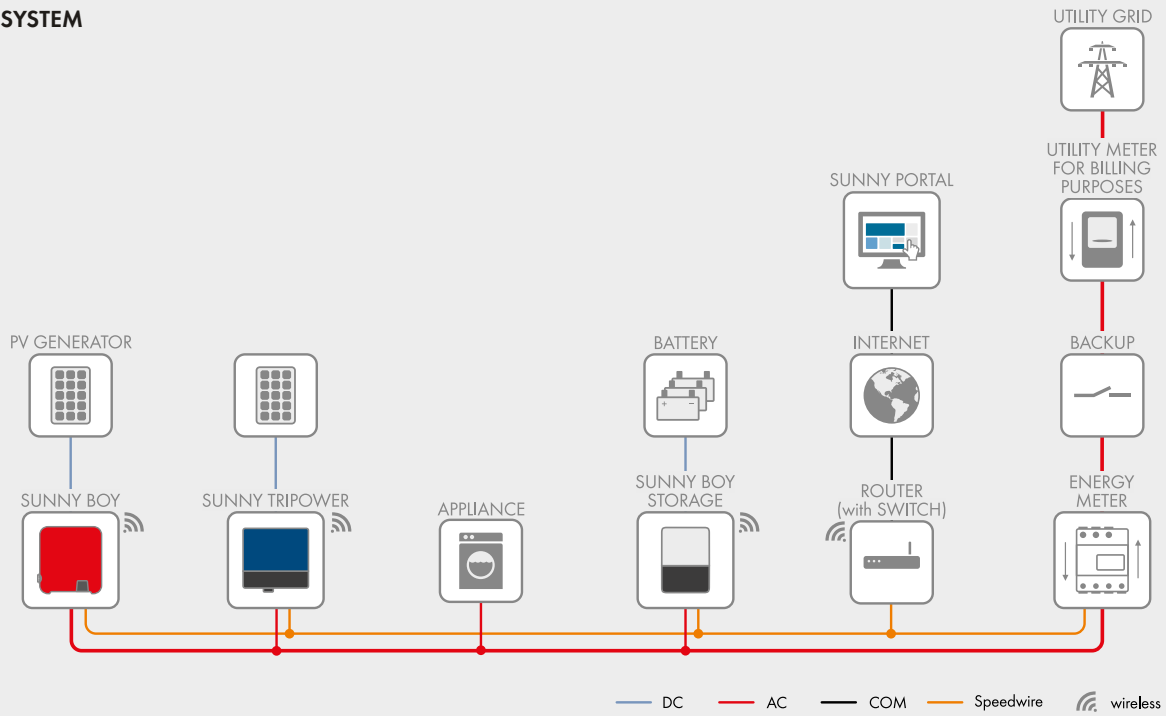 SYSTEM
UTILITY GRID
UTILITY METER
FOR BILLING
PURPOSES
SUNNY PORTAL
PV GENERATOR
BATTERY
INTERNET
BACKUP
SUNNY BOY
SUNNY TRIPOWER
APPLIANCE
SUNNY BOY
STORAGE
ROUTER
(with SWITCH)
ENERGY
METER
DC
AC
COM
Speedwire
wireless